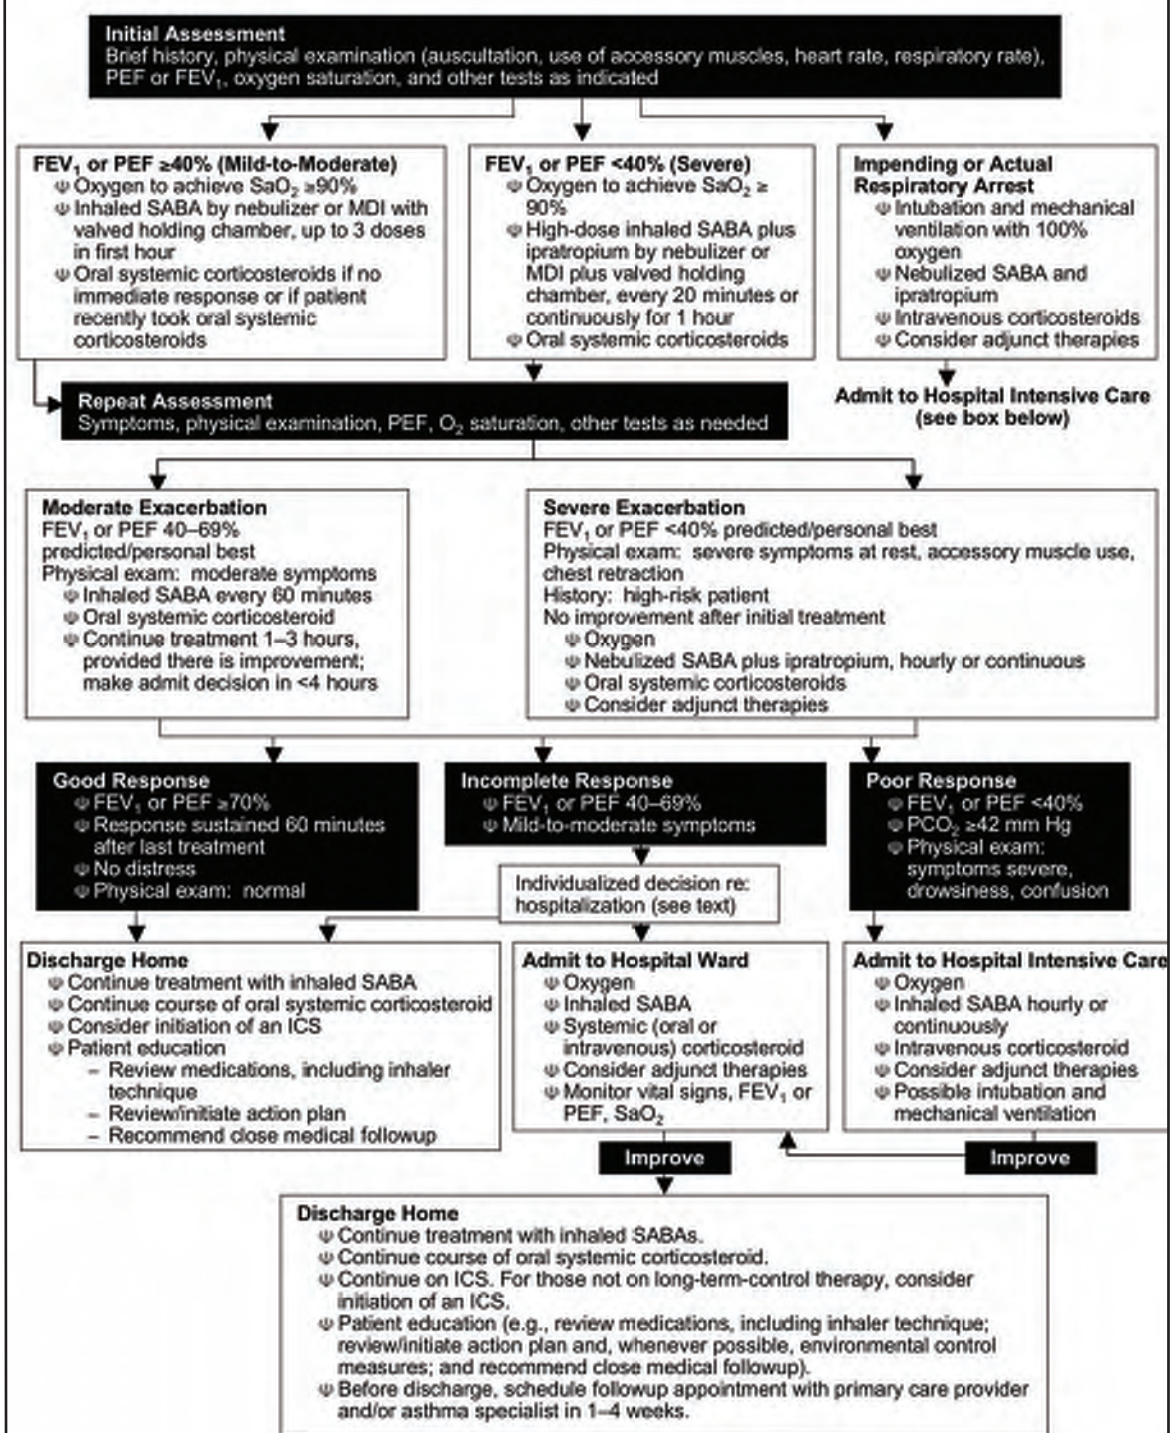 Initial Assessment
Brief history, physical examination (auscultation, use of accessory muscles, heart rate, respiratory rate),
PEF or FEV₁, oxygen saturation, and other tests as indicated
FEV₁ or PEF ≥40% (Mild-to-Moderate)
Ψ Oxygen to achieve SaO₂ ≥90%
Ψ Inhaled SABA by nebulizer or MDI with
valved holding chamber, up to 3 doses
in first hour
Ψ Oral systemic corticosteroids if no
immediate response or if patient
recently took oral systemic
corticosteroids
FEV₁ or PEF <40% (Severe)
Ψ Oxygen to achieve SaO₂ ≥
90%
Ψ High-dose inhaled SABA plus
ipratropium by nebulizer or
MDI plus valved holding
chamber, every 20 minutes or
continuously for 1 hour
Ψ Oral systemic corticosteroids
Impending or Actual
Respiratory Arrest
Ψ Intubation and mechanical
ventilation with 100%
oxygen
Ψ Nebulized SABA and
ipratropium
Ψ Intravenous corticosteroids
Ψ Consider adjunct therapies
Admit to Hospital Intensive Care
(see box below)
Repeat Assessment
Symptoms, physical examination, PEF, O₂ saturation, other tests as needed
Moderate Exacerbation
FEV₁ or PEF 40–69%
predicted/personal best
Physical exam: moderate symptoms
Ψ Inhaled SABA every 60 minutes
Ψ Oral systemic corticosteroid
Ψ Continue treatment 1–3 hours,
provided there is improvement;
make admit decision in <4 hours
Severe Exacerbation
FEV₁ or PEF <40% predicted/personal best
Physical exam: severe symptoms at rest, accessory muscle use,
chest retraction
History: high-risk patient
No improvement after initial treatment
Ψ Oxygen
Ψ Nebulized SABA plus ipratropium, hourly or continuous
Ψ Oral systemic corticosteroids
Ψ Consider adjunct therapies
Good Response
Ψ FEV₁ or PEF ≥70%
Ψ Response sustained 60 minutes
after last treatment
Ψ No distress
Ψ Physical exam: normal
Incomplete Response
Ψ FEV₁ or PEF 40–69%
Ψ Mild-to-moderate symptoms
Poor Response
Ψ FEV₁ or PEF <40%
Ψ PCO₂ ≥42 mm Hg
Ψ Physical exam:
symptoms severe,
drowsiness, confusion
Individualized decision re:
hospitalization (see text)
Discharge Home
Ψ Continue treatment with inhaled SABA
Ψ Continue course of oral systemic corticosteroid
Ψ Consider initiation of an ICS
Ψ Patient education
– Review medications, including inhaler
technique
– Review/initiate action plan
– Recommend close medical followup
Admit to Hospital Ward
Ψ Oxygen
Ψ Inhaled SABA
Ψ Systemic (oral or
intravenous) corticosteroid
Ψ Consider adjunct therapies
Ψ Monitor vital signs, FEV₁ or
PEF, SaO₂
Admit to Hospital Intensive Care
Ψ Oxygen
Ψ Inhaled SABA hourly or
continuously
Ψ Intravenous corticosteroid
Ψ Consider adjunct therapies
Ψ Possible intubation and
mechanical ventilation
Improve
Improve
Discharge Home
Ψ Continue treatment with inhaled SABAs.
Ψ Continue course of oral systemic corticosteroid.
Ψ Continue on ICS. For those not on long-term-control therapy, consider
initiation of an ICS.
Ψ Patient education (e.g., review medications, including inhaler technique;
review/initiate action plan and, whenever possible, environmental control
measures; and recommend close medical followup).
Ψ Before discharge, schedule followup appointment with primary care provider
and/or asthma specialist in 1–4 weeks.